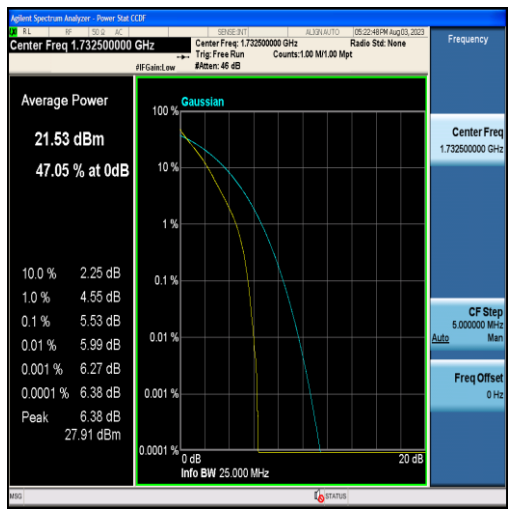 Agilent Spectrum Analyzer - Power Stat CCDF
RL RF 50 Ω AC SENSE:INT ALIGN AUTO 05:22:48 PM Aug 03, 2023
Center Freq 1.732500000 GHz
Center Freq: 1.732500000 GHz Radio Std: None
Trig: Free Run Counts:1.00 M/1.00 Mpt
#IFGain:Low #Atten: 46 dB
Frequency
Average Power
21.53 dBm
47.05 % at 0dB
10.0 % 2.25 dB
1.0 % 4.55 dB
0.1 % 5.53 dB
0.01 % 5.99 dB
0.001 % 6.27 dB
0.0001 % 6.38 dB
Peak 6.38 dB
27.91 dBm
Gaussian
100 %
10 %
1 %
0.1 %
0.01 %
0.001 %
0.0001 %
0 dB 20 dB
Info BW 25.000 MHz
Center Freq
1.732500000 GHz
CF Step
5.000000 MHz
Auto Man
Freq Offset
0 Hz
MSG STATUS